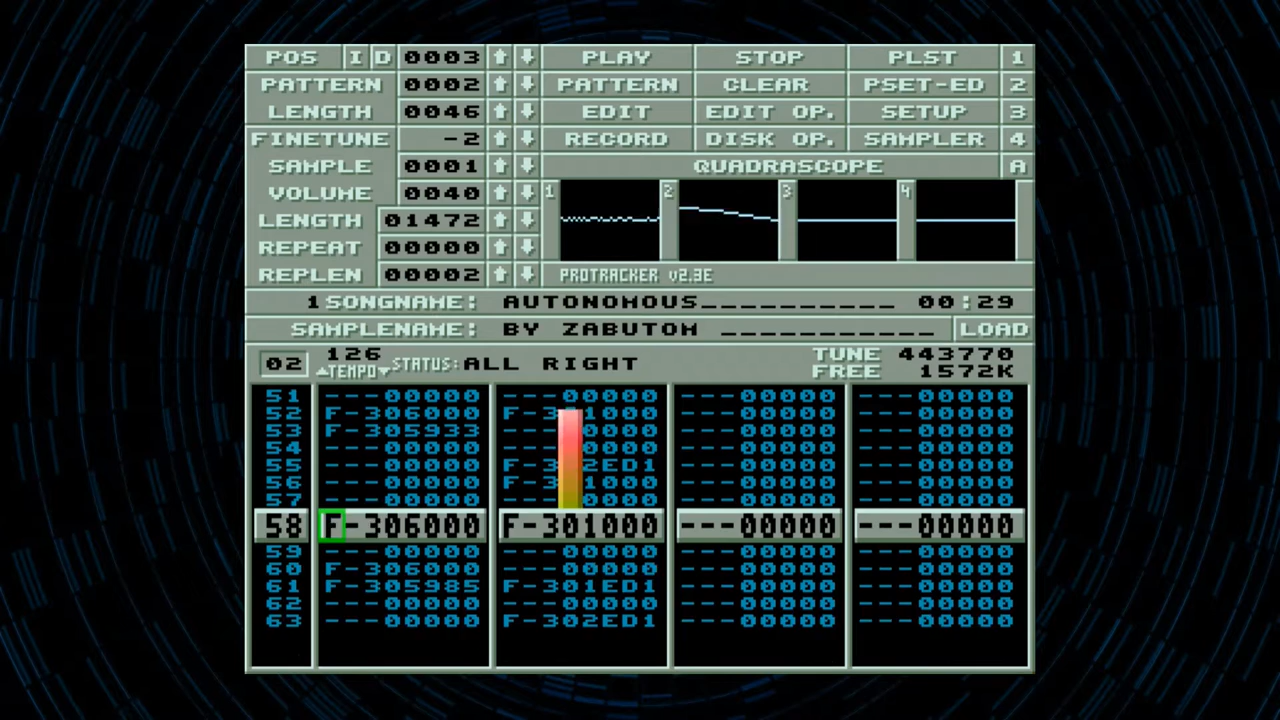 POS I D 0003 PLAY STOP PLST 1
PATTERN 0002 PATTERN CLEAR PSET-ED 2
LENGTH 0046 EDIT EDIT OP. SETUP 3
FINETUNE -2 RECORD DISK OP. SAMPLER 4
SAMPLE 0001 QUADRASCOPE A
VOLUME 0040 1 2 3 4
LENGTH 01472
REPEAT 00000
REPLEN 00002 PROTRACKER v2.3E
1 SONGNAME: AUTONOMOUS__________ 00:29
SAMPLENAME: BY ZABUTOM ___________ LOAD
02 126 TEMPO STATUS: ALL RIGHT TUNE 443770
FREE 1572K
51 ---00000 ---00000 ---00000 ---00000
52 F-306000 F-301000 ---00000 ---00000
53 F-305933 ---00000 ---00000 ---00000
54 ---00000 ---00000 ---00000 ---00000
55 ---00000 F-302ED1 ---00000 ---00000
56 ---00000 F-301000 ---00000 ---00000
57 ---00000 ---00000 ---00000 ---00000
58 F-306000 F-301000 ---00000 ---00000
59 ---00000 ---00000 ---00000 ---00000
60 F-306000 ---00000 ---00000 ---00000
61 F-305985 F-301ED1 ---00000 ---00000
62 ---00000 ---00000 ---00000 ---00000
63 ---00000 F-302ED1 ---00000 ---00000